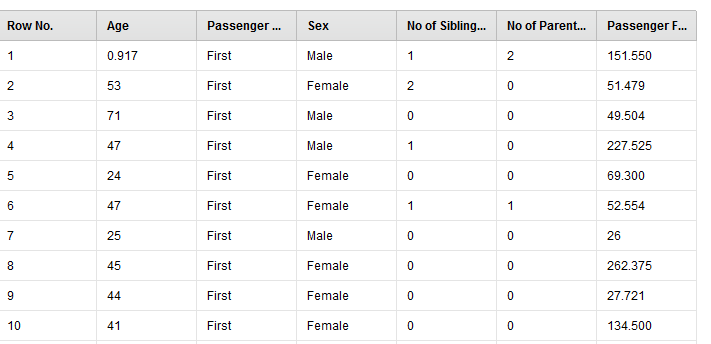 Row No. Age Passenger ... Sex No of Sibling... No of Parent... Passenger F...
1 0.917 First Male 1 2 151.550
2 53 First Female 2 0 51.479
3 71 First Male 0 0 49.504
4 47 First Male 1 0 227.525
5 24 First Female 0 0 69.300
6 47 First Female 1 1 52.554
7 25 First Male 0 0 26
8 45 First Female 0 0 262.375
9 44 First Female 0 0 27.721
10 41 First Female 0 0 134.500